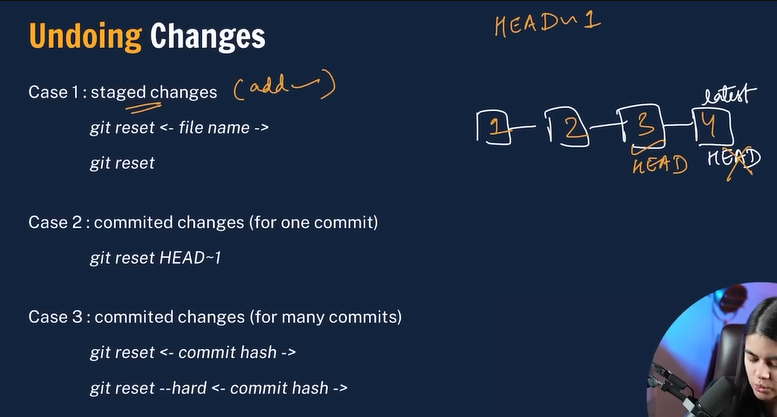 Undoing Changes
HEAD~1
Case 1 : staged changes (add)
git reset <- file name ->
git reset
latest
1 2 3 4
HEAD HEAD
Case 2 : commited changes (for one commit)
git reset HEAD~1
Case 3 : commited changes (for many commits)
git reset <- commit hash ->
git reset --hard <- commit hash ->